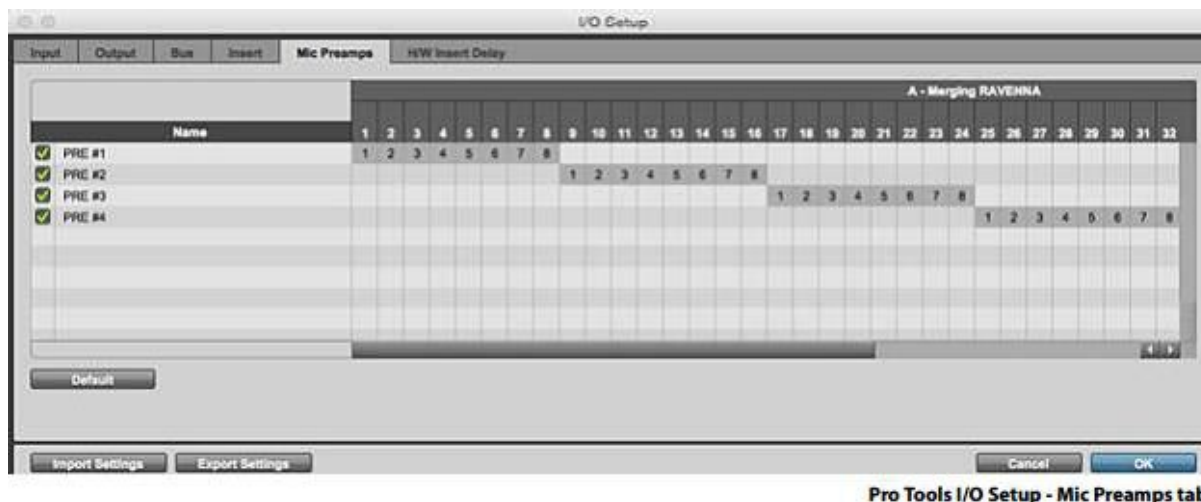 I/O Setup
Input Output Bus Insert Mic Preamps H/W Insert Delay
A - Merging RAVENNA
Name 1 2 3 4 5 6 7 8 9 10 11 12 13 14 15 16 17 18 19 20 21 22 23 24 25 26 27 28 29 30 31 32
PRE #1 1 2 3 4 5 6 7 8
PRE #2 1 2 3 4 5 6 7 8
PRE #3 1 2 3 4 5 6 7 8
PRE #4 1 2 3 4 5 6 7 8
Default
Import Settings Export Settings Cancel OK
Pro Tools I/O Setup - Mic Preamps